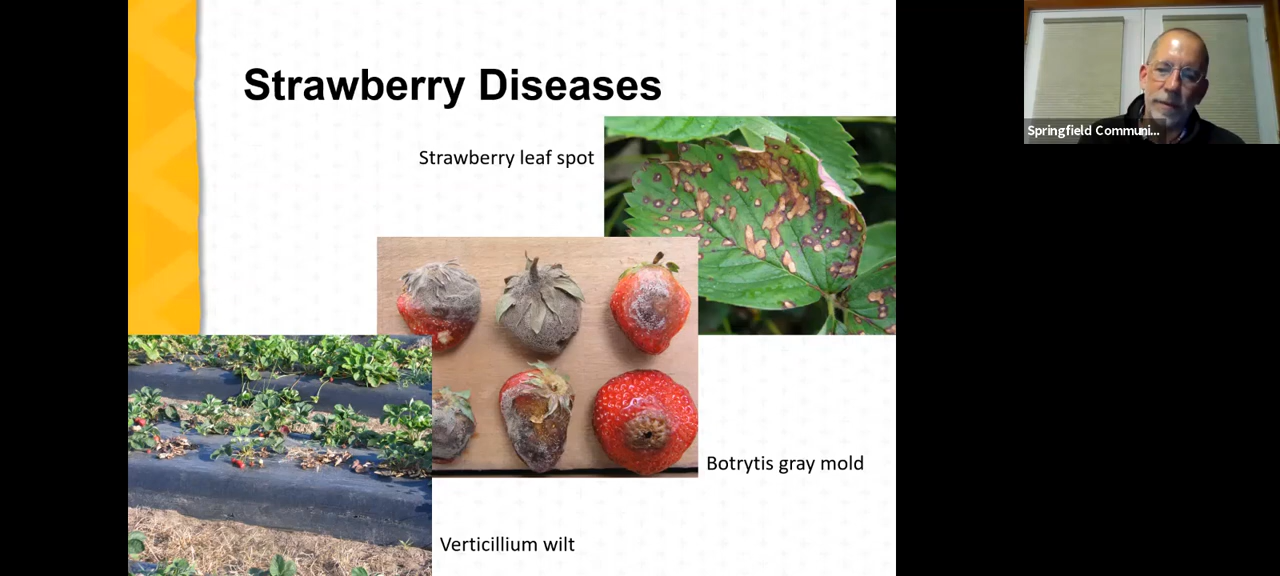 Strawberry Diseases
Strawberry leaf spot
Botrytis gray mold
Verticillium wilt
Springfield Communi...